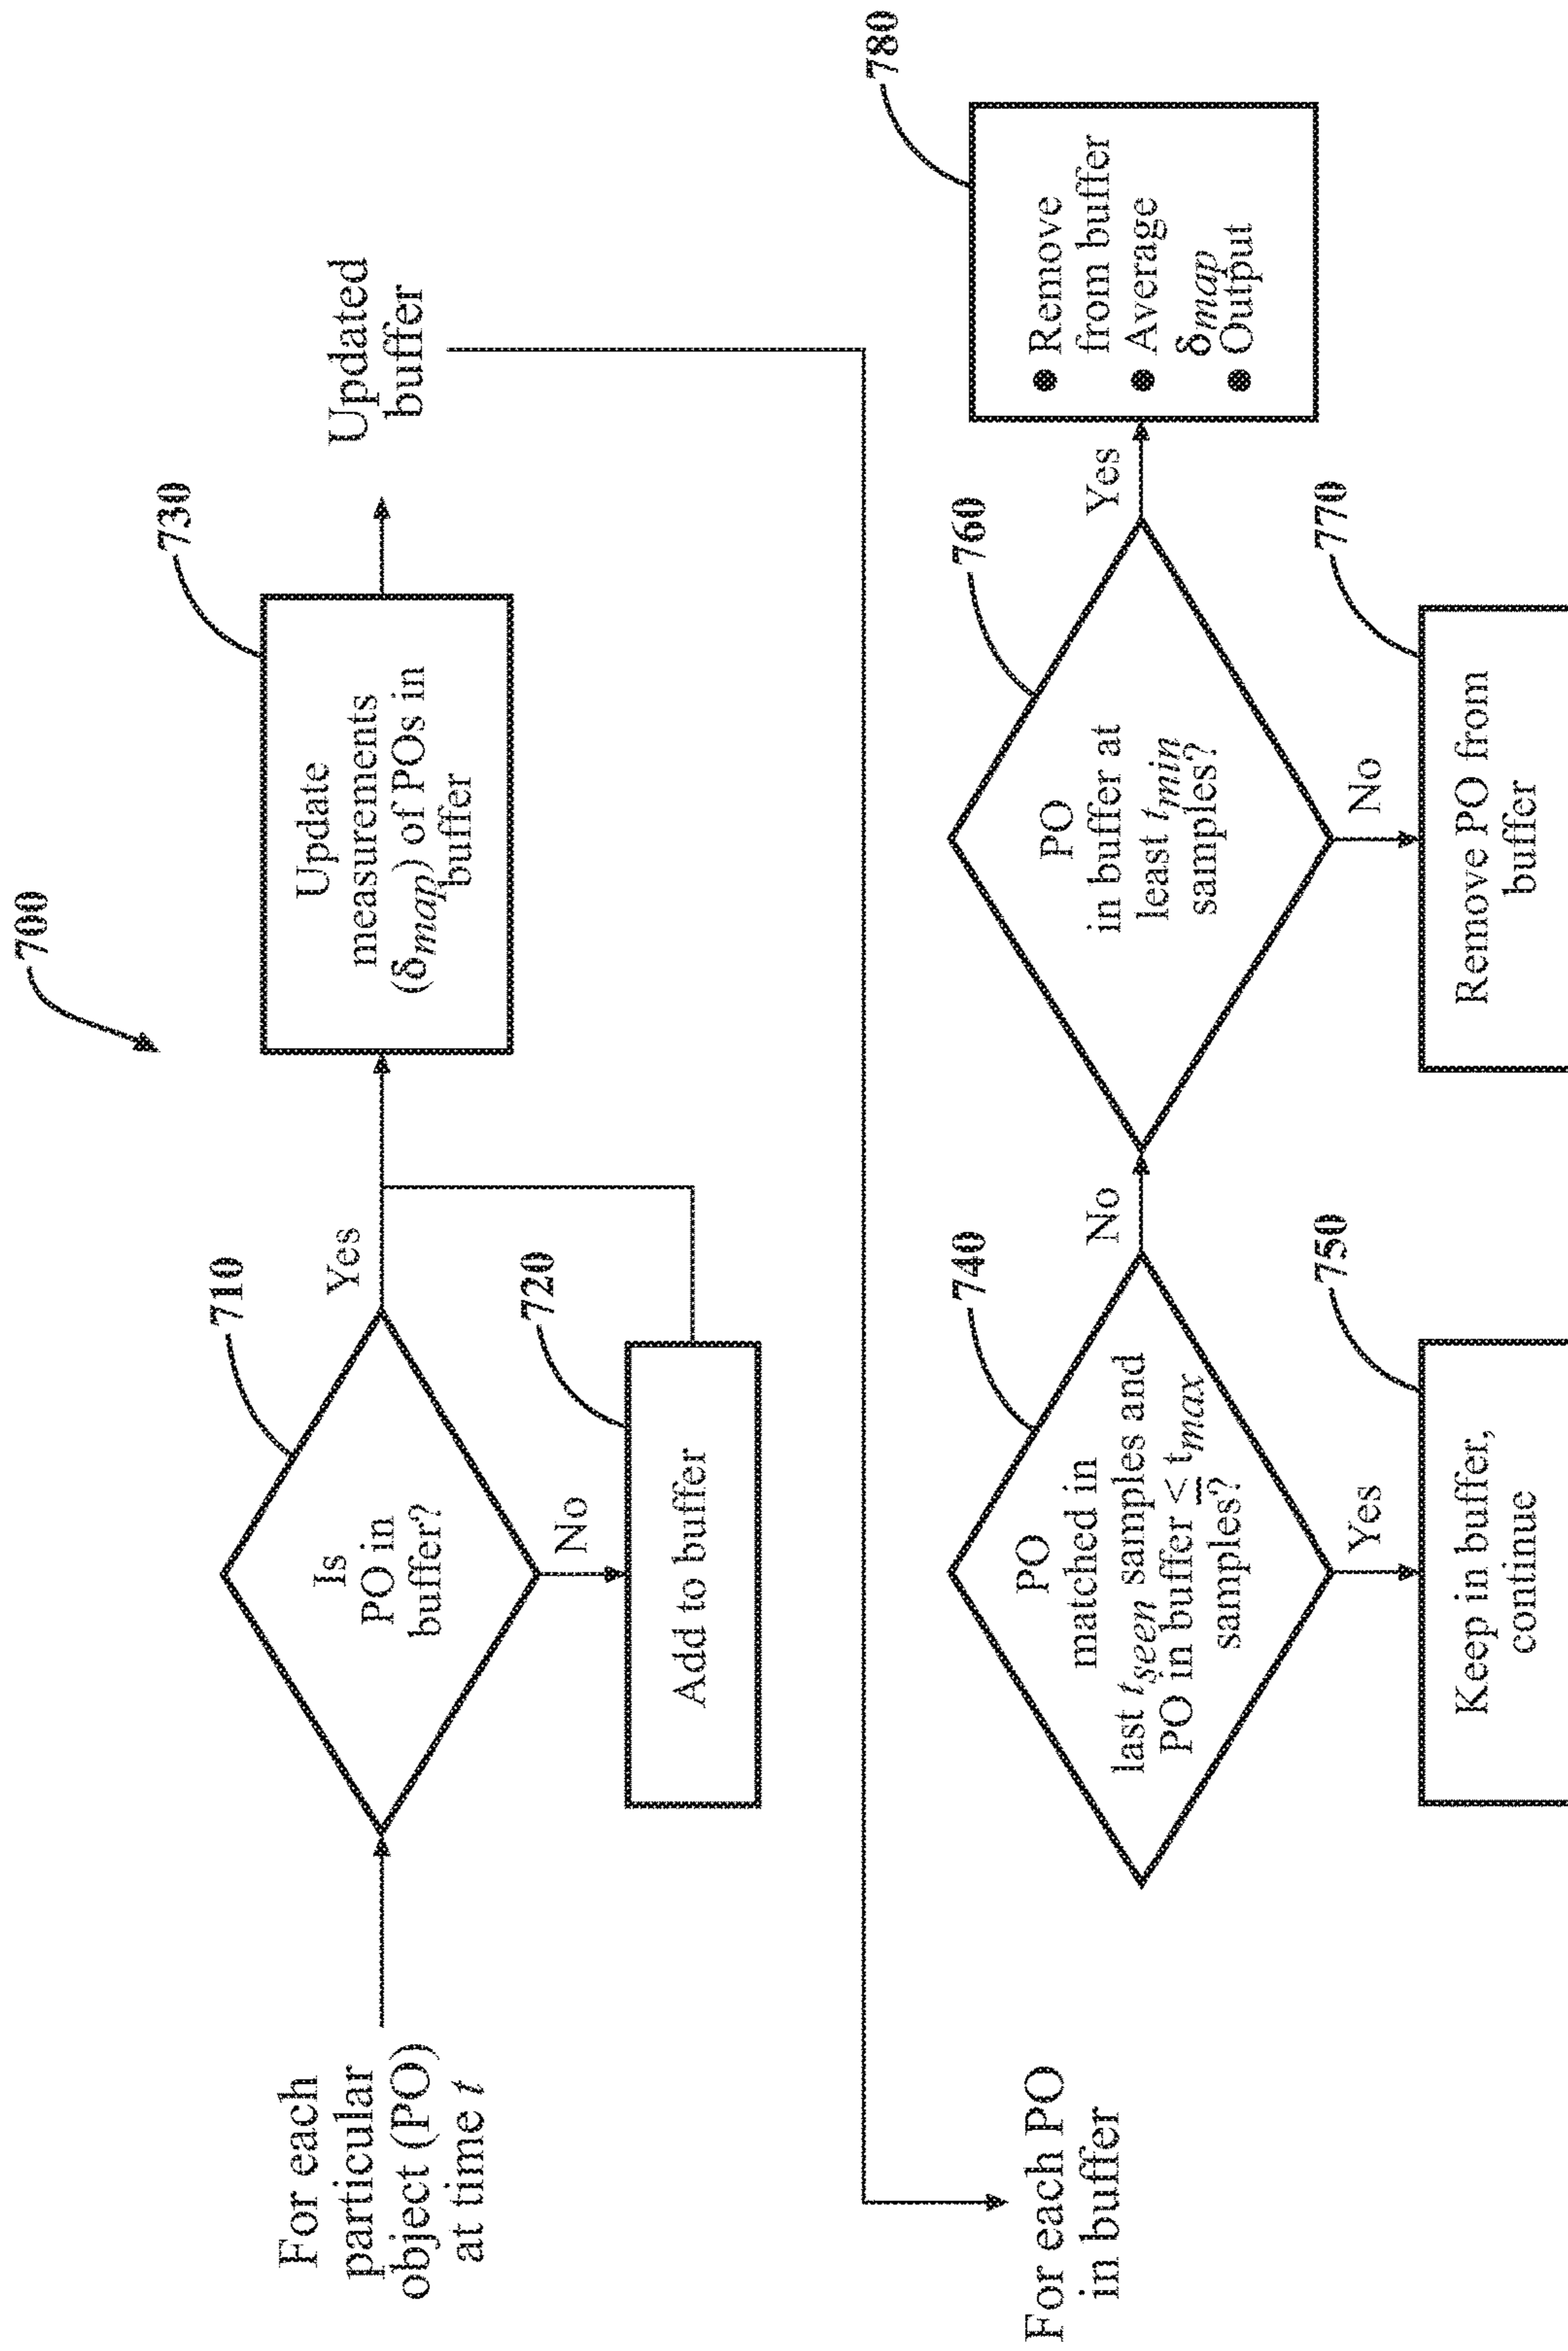 700
For each
particular
object (PO)
at time t
Is
PO in
buffer?
710
Yes
No
Add to buffer
720
Update
measurements
(δmap) of POs in
buffer
730
Updated
buffer
For each PO
in buffer
PO
matched in
last tseen samples and
PO in buffer ≤ tmax
samples?
740
Yes
Keep in buffer,
continue
750
No
PO
in buffer at
least tmin
samples?
760
No
Remove PO from
buffer
770
Yes
● Remove
from buffer
● Average
δmap
● Output
780